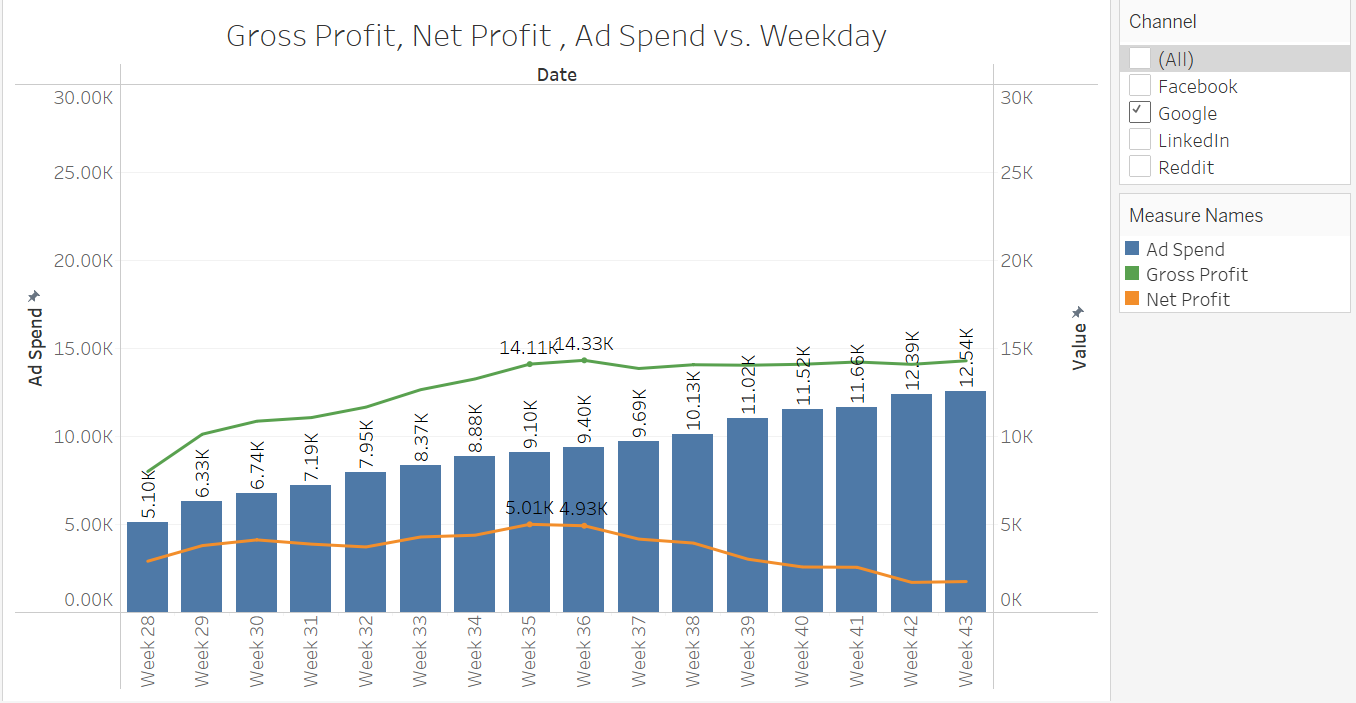 Gross Profit, Net Profit , Ad Spend vs. Weekday
Date
Ad Spend
30.00K
25.00K
20.00K
15.00K
10.00K
5.00K
0.00K
14.11K
14.33K
5.10K
6.33K
6.74K
7.19K
7.95K
8.37K
8.88K
9.10K
9.40K
9.69K
10.13K
11.02K
11.52K
11.66K
12.39K
12.54K
5.01K
4.93K
30K
25K
20K
15K
10K
5K
0K
Value
Week 28
Week 29
Week 30
Week 31
Week 32
Week 33
Week 34
Week 35
Week 36
Week 37
Week 38
Week 39
Week 40
Week 41
Week 42
Week 43
Channel
(All)
Facebook
Google
LinkedIn
Reddit
Measure Names
Ad Spend
Gross Profit
Net Profit